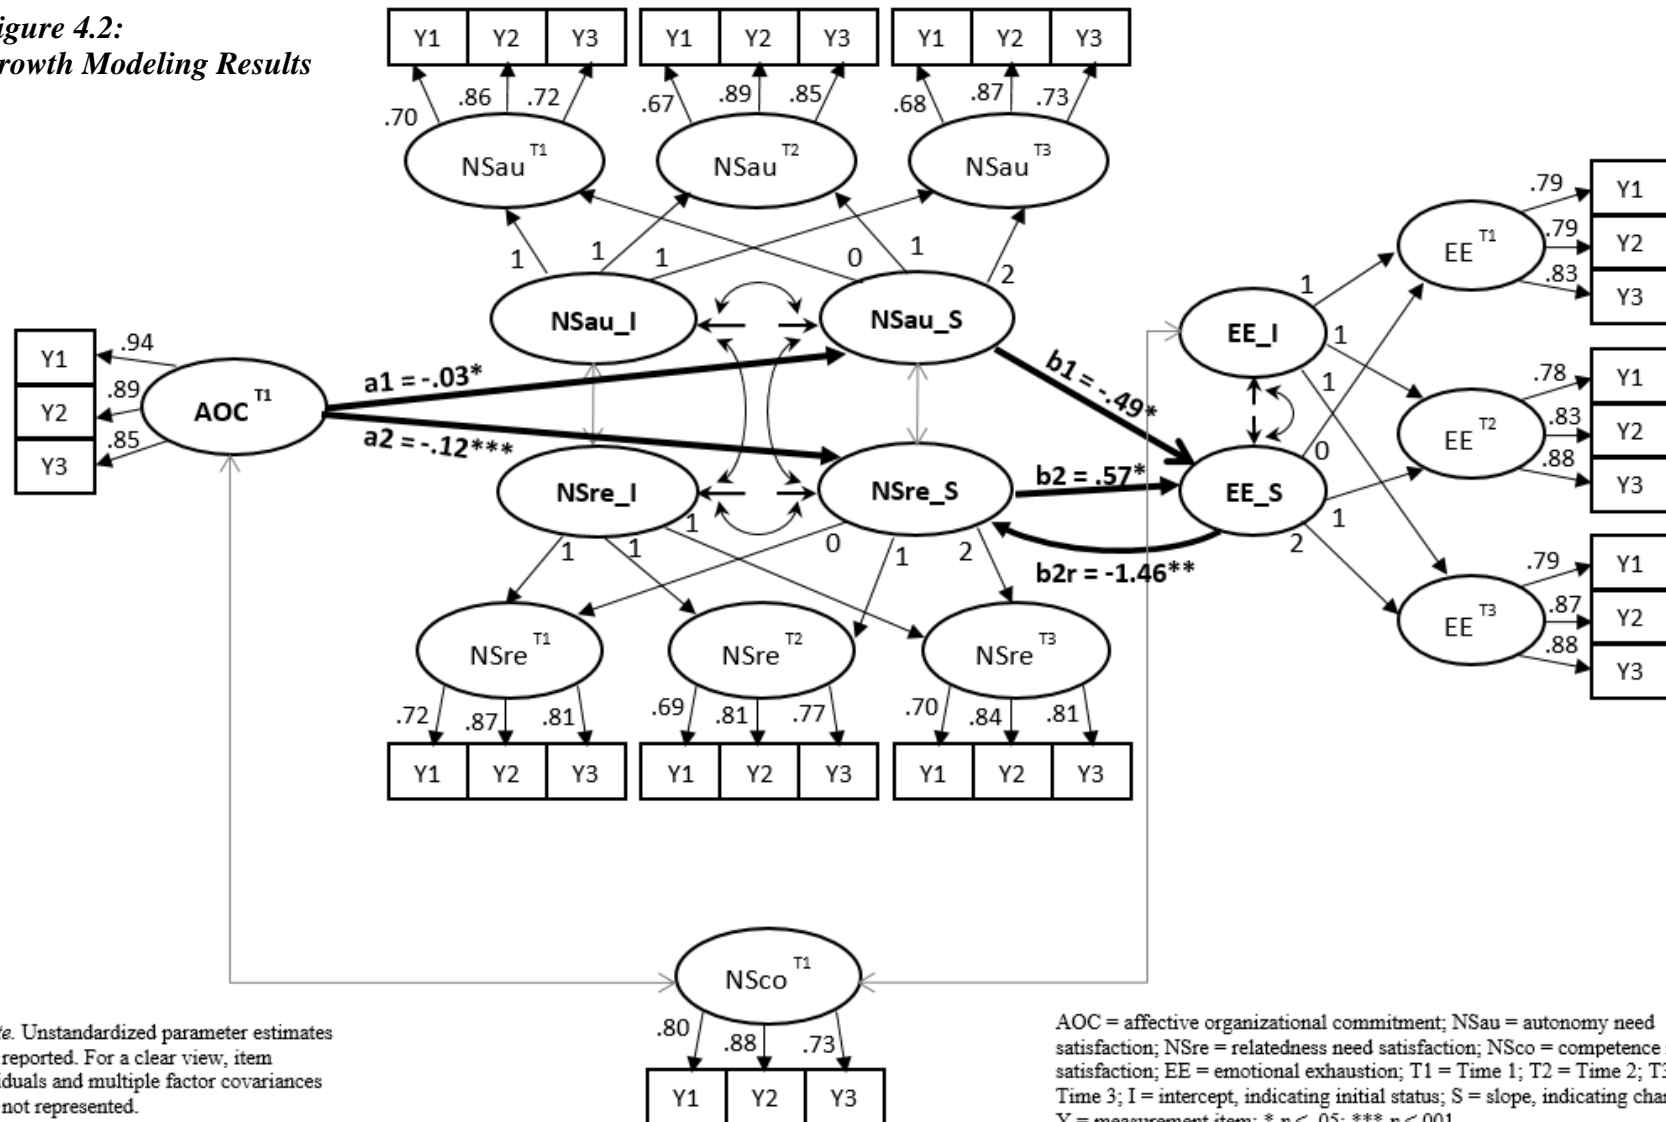 igure 4.2:
rowth Modeling Results
Y1 Y2 Y3 Y1 Y2 Y3 Y1 Y2 Y3
.70 .86 .72 .67 .89 .85 .68 .87 .73
NSau T1 NSau T2 NSau T3
1 1 1 0 1 2
NSau_I NSau_S
Y1 .94
Y2 .89
Y3 .85
AOC T1
a1 = -.03*
a2 = -.12***
b1 = -.49*
b2 = .57*
b2r = -1.46**
NSre_I NSre_S
1 1 1 0 1 2
NSre T1 NSre T2 NSre T3
.72 .87 .81 .69 .81 .77 .70 .84 .81
Y1 Y2 Y3 Y1 Y2 Y3 Y1 Y2 Y3
EE_I
1
1
1
EE_S
0
1
2
EE T1
.79 Y1
.79 Y2
.83 Y3
EE T2
.78 Y1
.83 Y2
.88 Y3
EE T3
.79 Y1
.87 Y2
.88 Y3
NSco T1
.80 .88 .73
Y1 Y2 Y3
te. Unstandardized parameter estimates
reported. For a clear view, item
iduals and multiple factor covariances
not represented.
AOC = affective organizational commitment; NSau = autonomy need
satisfaction; NSre = relatedness need satisfaction; NSco = competence
satisfaction; EE = emotional exhaustion; T1 = Time 1; T2 = Time 2; T3
Time 3; I = intercept, indicating initial status; S = slope, indicating chan
Y = measurement item; * p < .05; *** p < .001